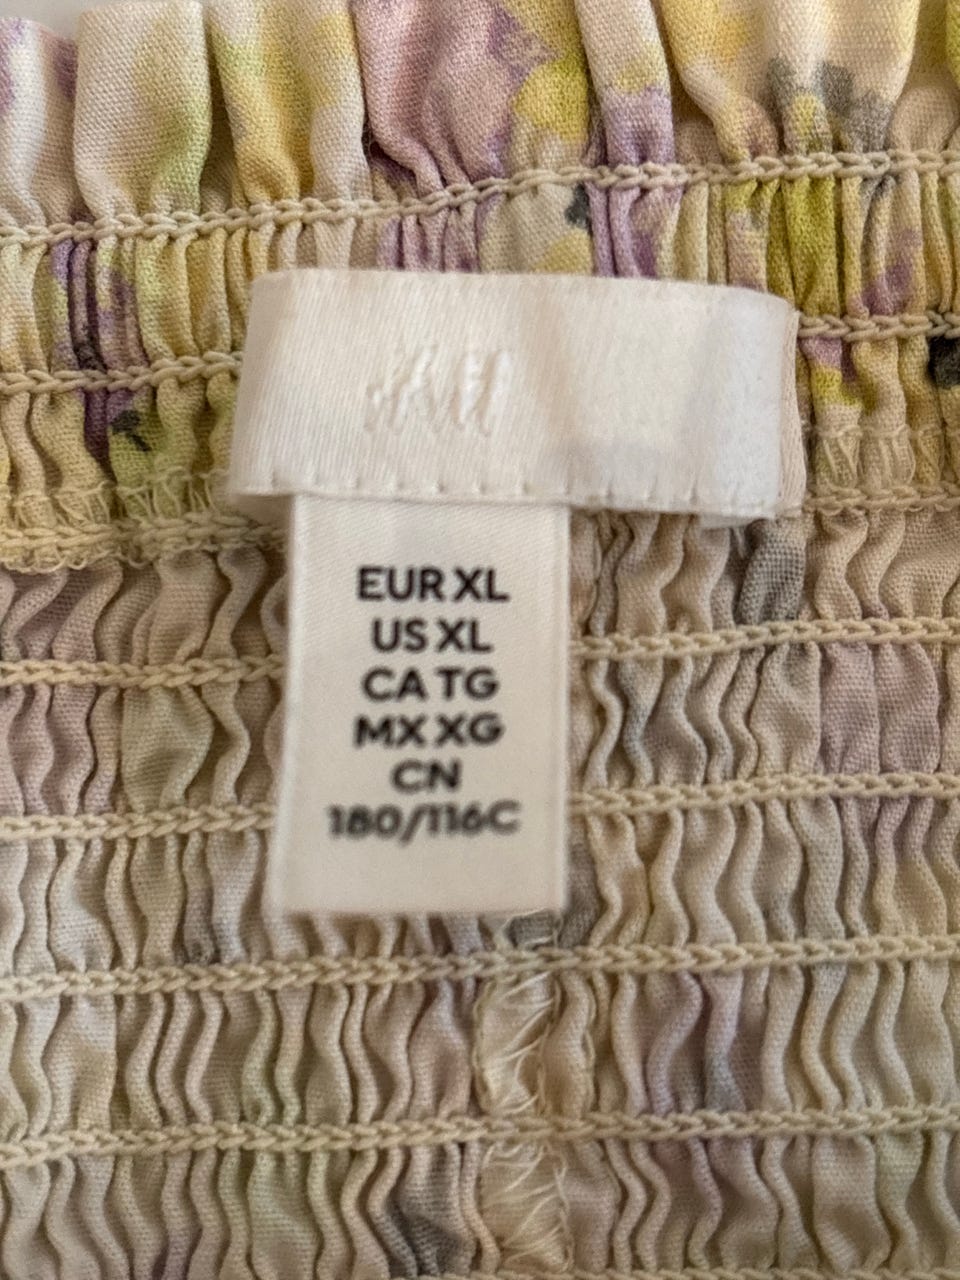 H&M
EUR XL
US XL
CA TG
MX XG
CN
180/116C